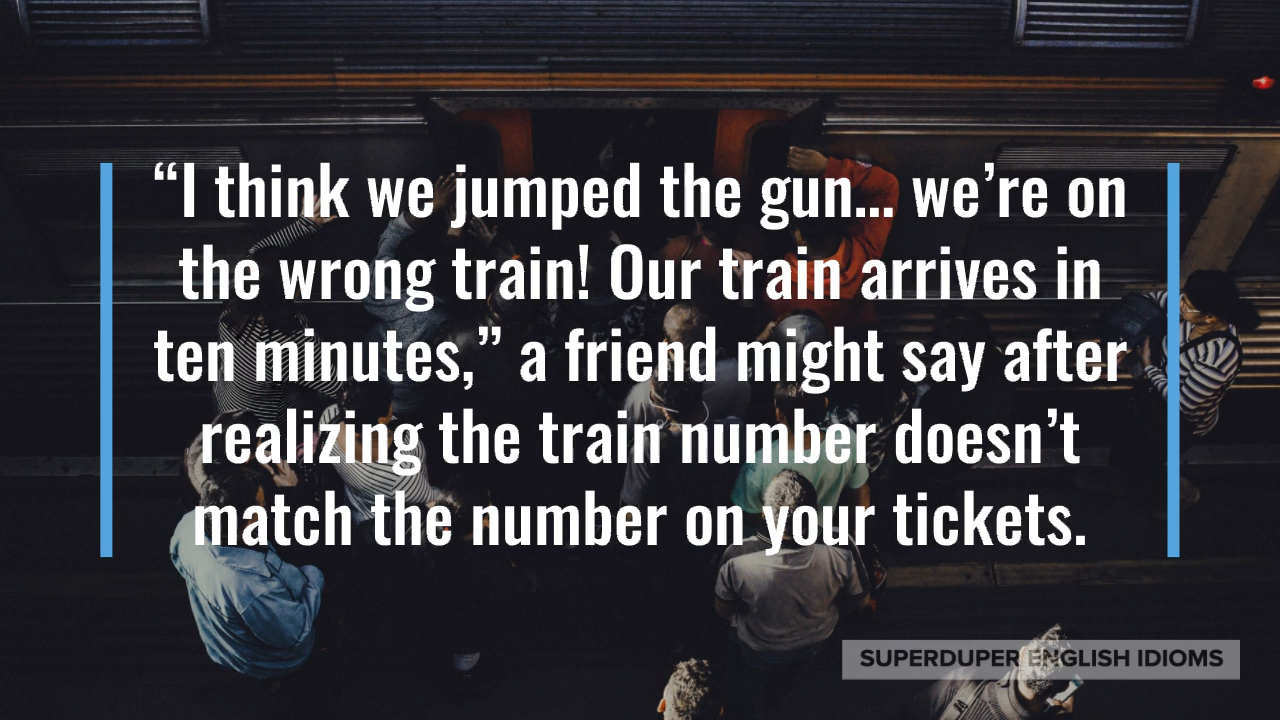 “I think we jumped the gun... we’re on
the wrong train! Our train arrives in
ten minutes,” a friend might say after
realizing the train number doesn’t
match the number on your tickets.
SUPERDUPER ENGLISH IDIOMS